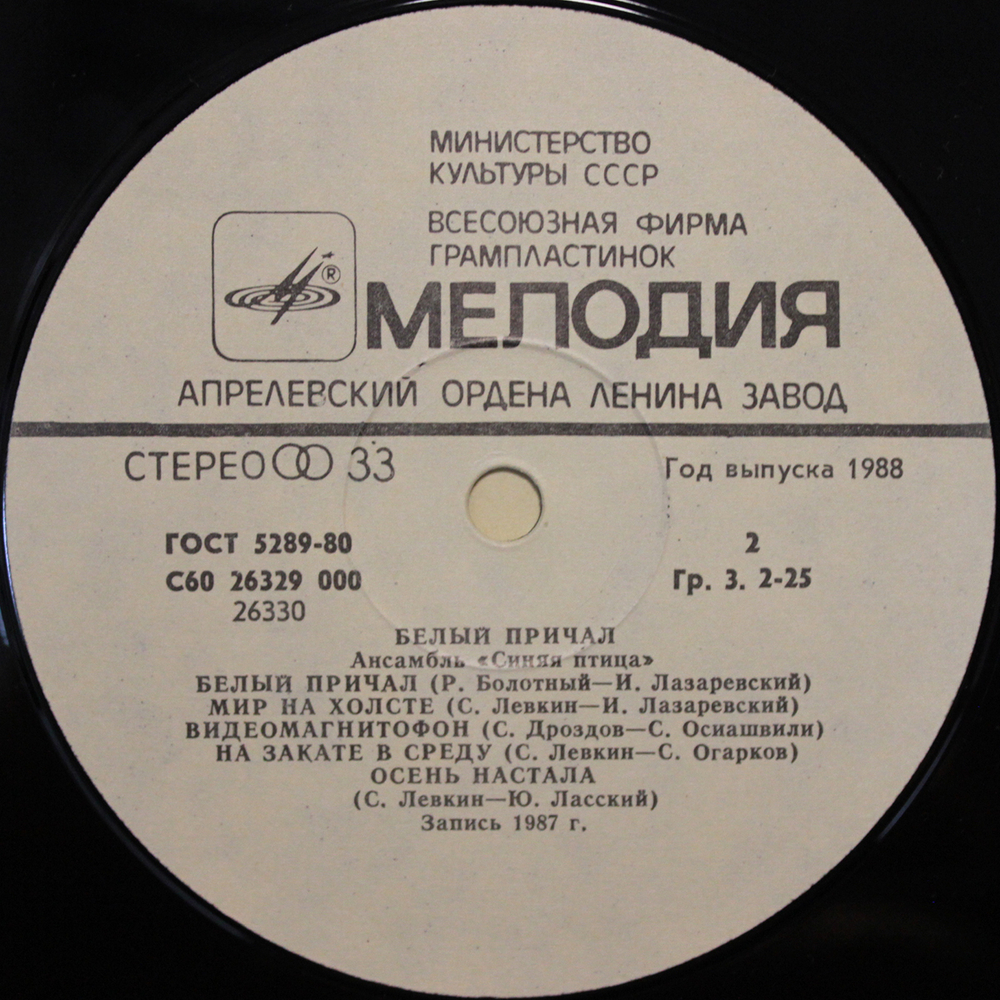 МИНИСТЕРСТВО
КУЛЬТУРЫ СССР
ВСЕСОЮЗНАЯ ФИРМА
ГРАМПЛАСТИНОК
®
МЕЛОДИЯ
АПРЕЛЕВСКИЙ ОРДЕНА ЛЕНИНА ЗАВОД
СТЕРЕО 33
Год выпуска 1988
ГОСТ 5289-80
2
С60 26329 000
Гр. 3. 2-25
26330
БЕЛЫЙ ПРИЧАЛ
Ансамбль «Синяя птица»
БЕЛЫЙ ПРИЧАЛ (Р. Болотный—И. Лазаревский)
МИР НА ХОЛСТЕ (С. Левкин—И. Лазаревский)
ВИДЕОМАГНИТОФОН (С. Дроздов—С. Осиашвили)
НА ЗАКАТЕ В СРЕДУ (С. Левкин—С. Огарков)
ОСЕНЬ НАСТАЛА
(С. Левкин—Ю. Ласский)
Запись 1987 г.